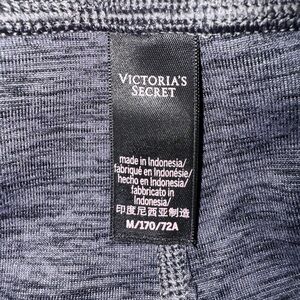 VICTORIA'S
SECRET
made in Indonesia/
fabriqué en Indonésie/
hecho en Indonesia/
fabbricato in
Indonesia/
印度尼西亚制造
M/170/72A